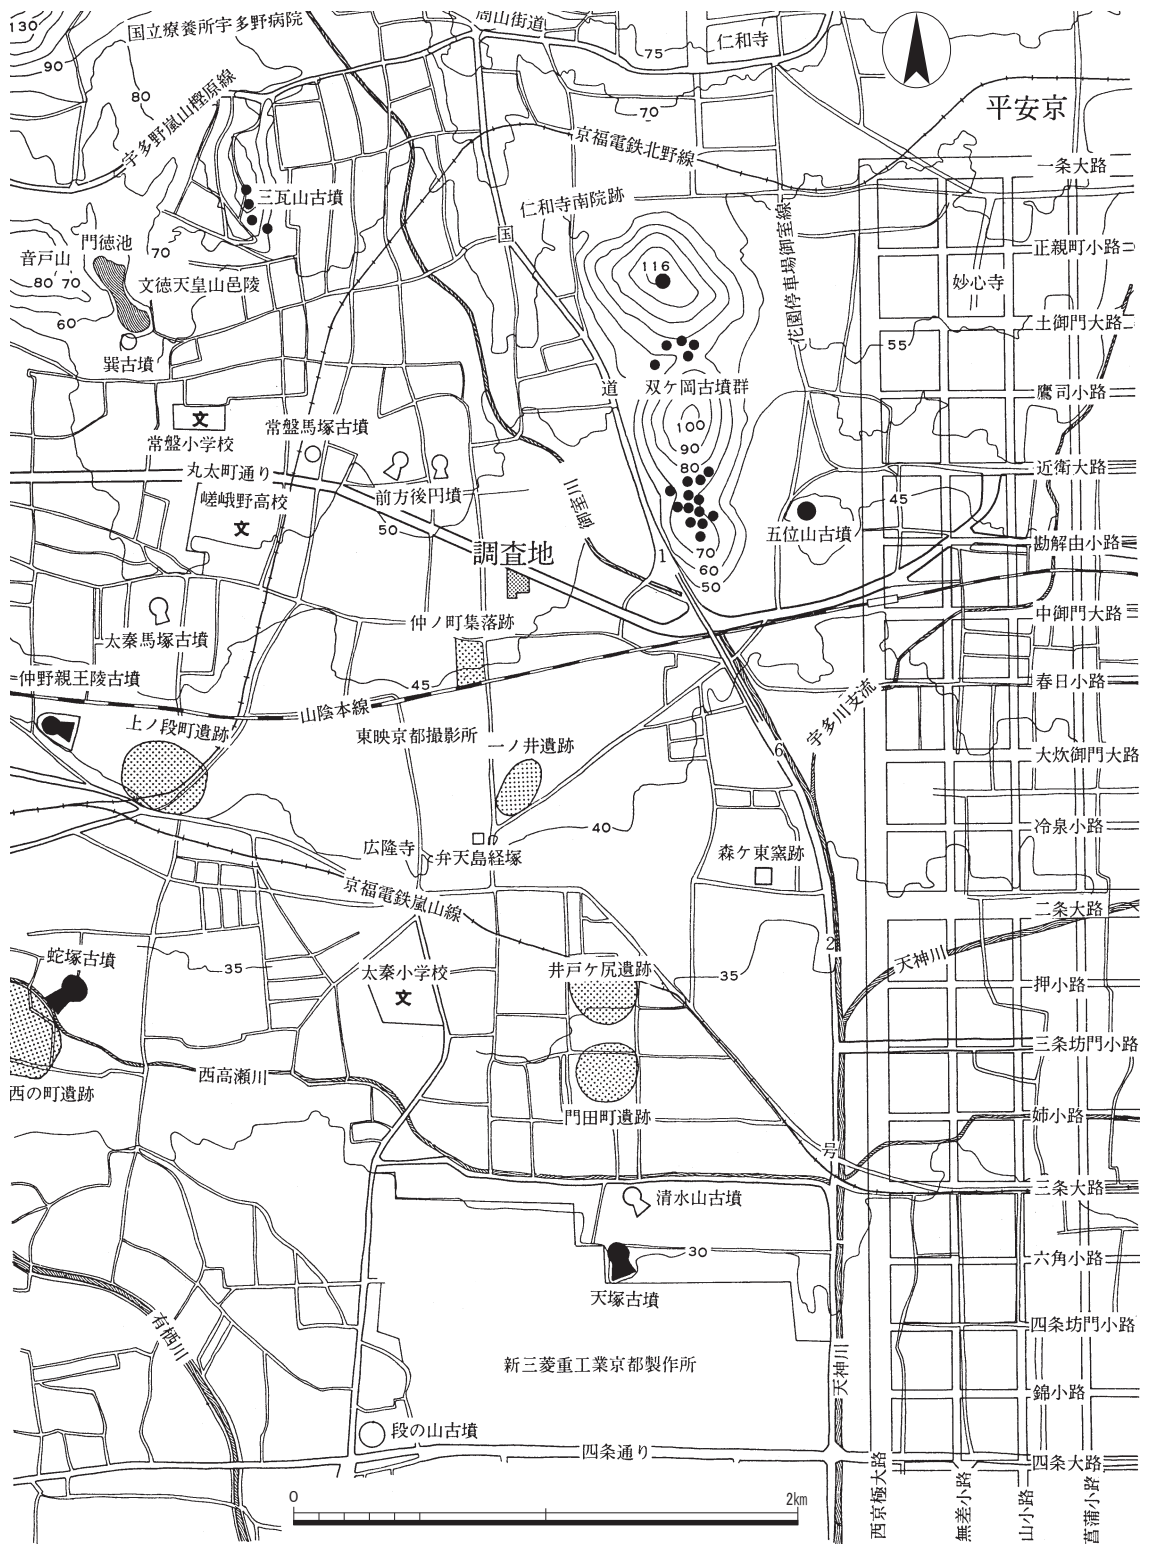 130
国立療養所宇多野病院
周山街道
75
仁和寺
90
80
宇多野嵐山樫原線
70
平安京
京福電鉄北野線
一条大路
三瓦山古墳
仁和寺南院跡
国
花園停車場御室線
正親町小路
門徳池
音戸山
80 70
70
文徳天皇山邑陵
116
妙心寺
60
土御門大路
巽古墳
55
道
双ケ岡古墳群
鷹司小路
文
常盤小学校
常盤馬塚古墳
100
90
80
丸太町通り
近衛大路
嵯峨野高校
文
前方後円墳
御室川
45
50
五位山古墳
調査地
1
70
60
50
勘解由小路
太秦馬塚古墳
仲ノ町集落跡
中御門大路
仲野親王陵古墳
45
春日小路
山陰本線
宇多川支流
上ノ段町遺跡
東映京都撮影所
一ノ井遺跡
6
大炊御門大路
40
冷泉小路
広隆寺
弁天島経塚
森ケ東窯跡
京福電鉄嵐山線
二条大路
2
天神川
蛇塚古墳
35
太秦小学校
文
井戸ケ尻遺跡
35
押小路
三条坊門小路
西高瀬川
西の町遺跡
門田町遺跡
姉小路
号
清水山古墳
三条大路
30
六角小路
天塚古墳
有栖川
四条坊門小路
新三菱重工業京都製作所
天神川
錦小路
段の山古墳
四条通り
四条大路
西京極大路
無差小路
山小路
菖蒲小路
0
2km